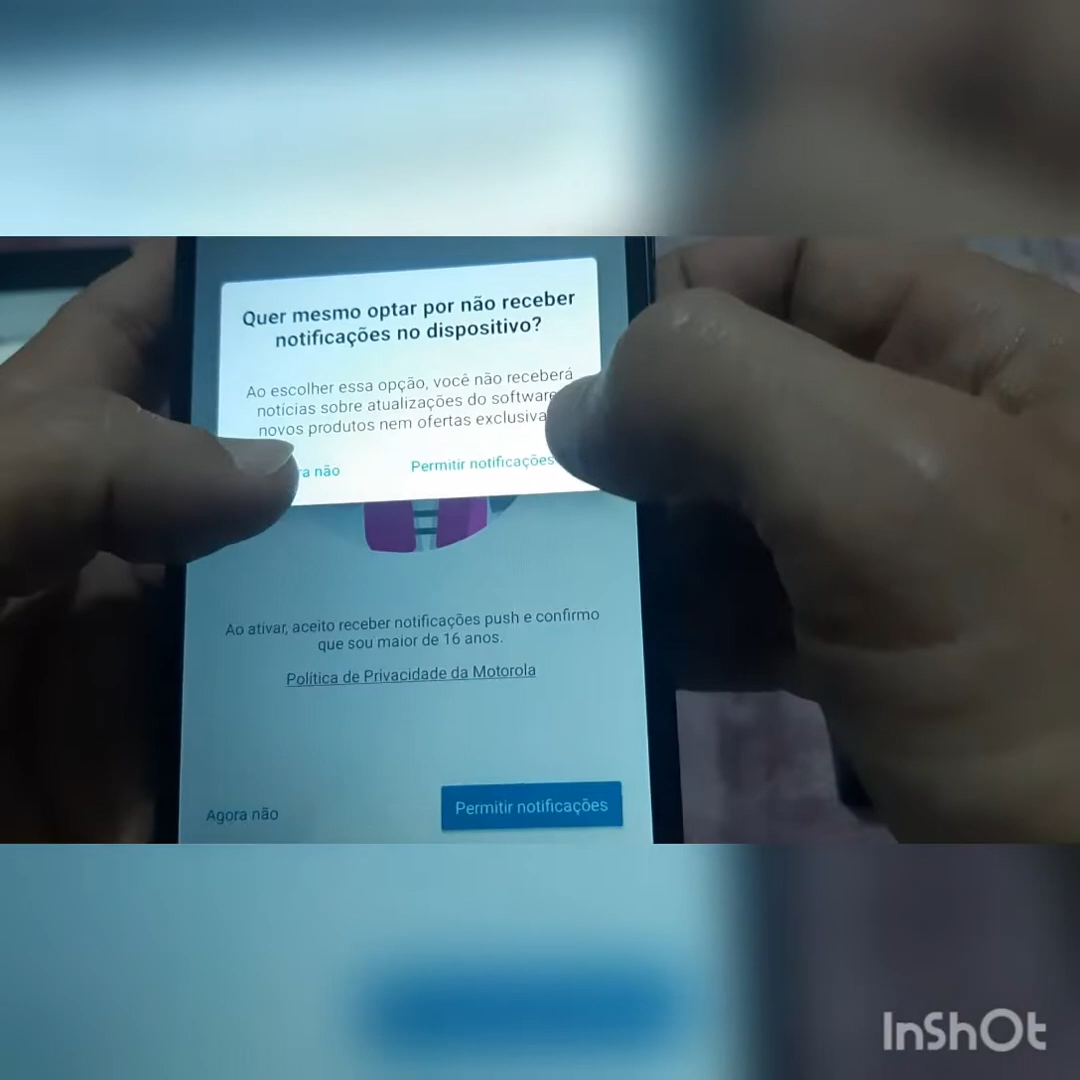 Quer mesmo optar por não receber
notificações no dispositivo?
Ao escolher essa opção, você não receberá
notícias sobre atualizações do software
novos produtos nem ofertas exclusiva
ra não
Permitir notificações
Ao ativar, aceito receber notificações push e confirmo
que sou maior de 16 anos.
Política de Privacidade da Motorola
Agora não
Permitir notificações
InShOt